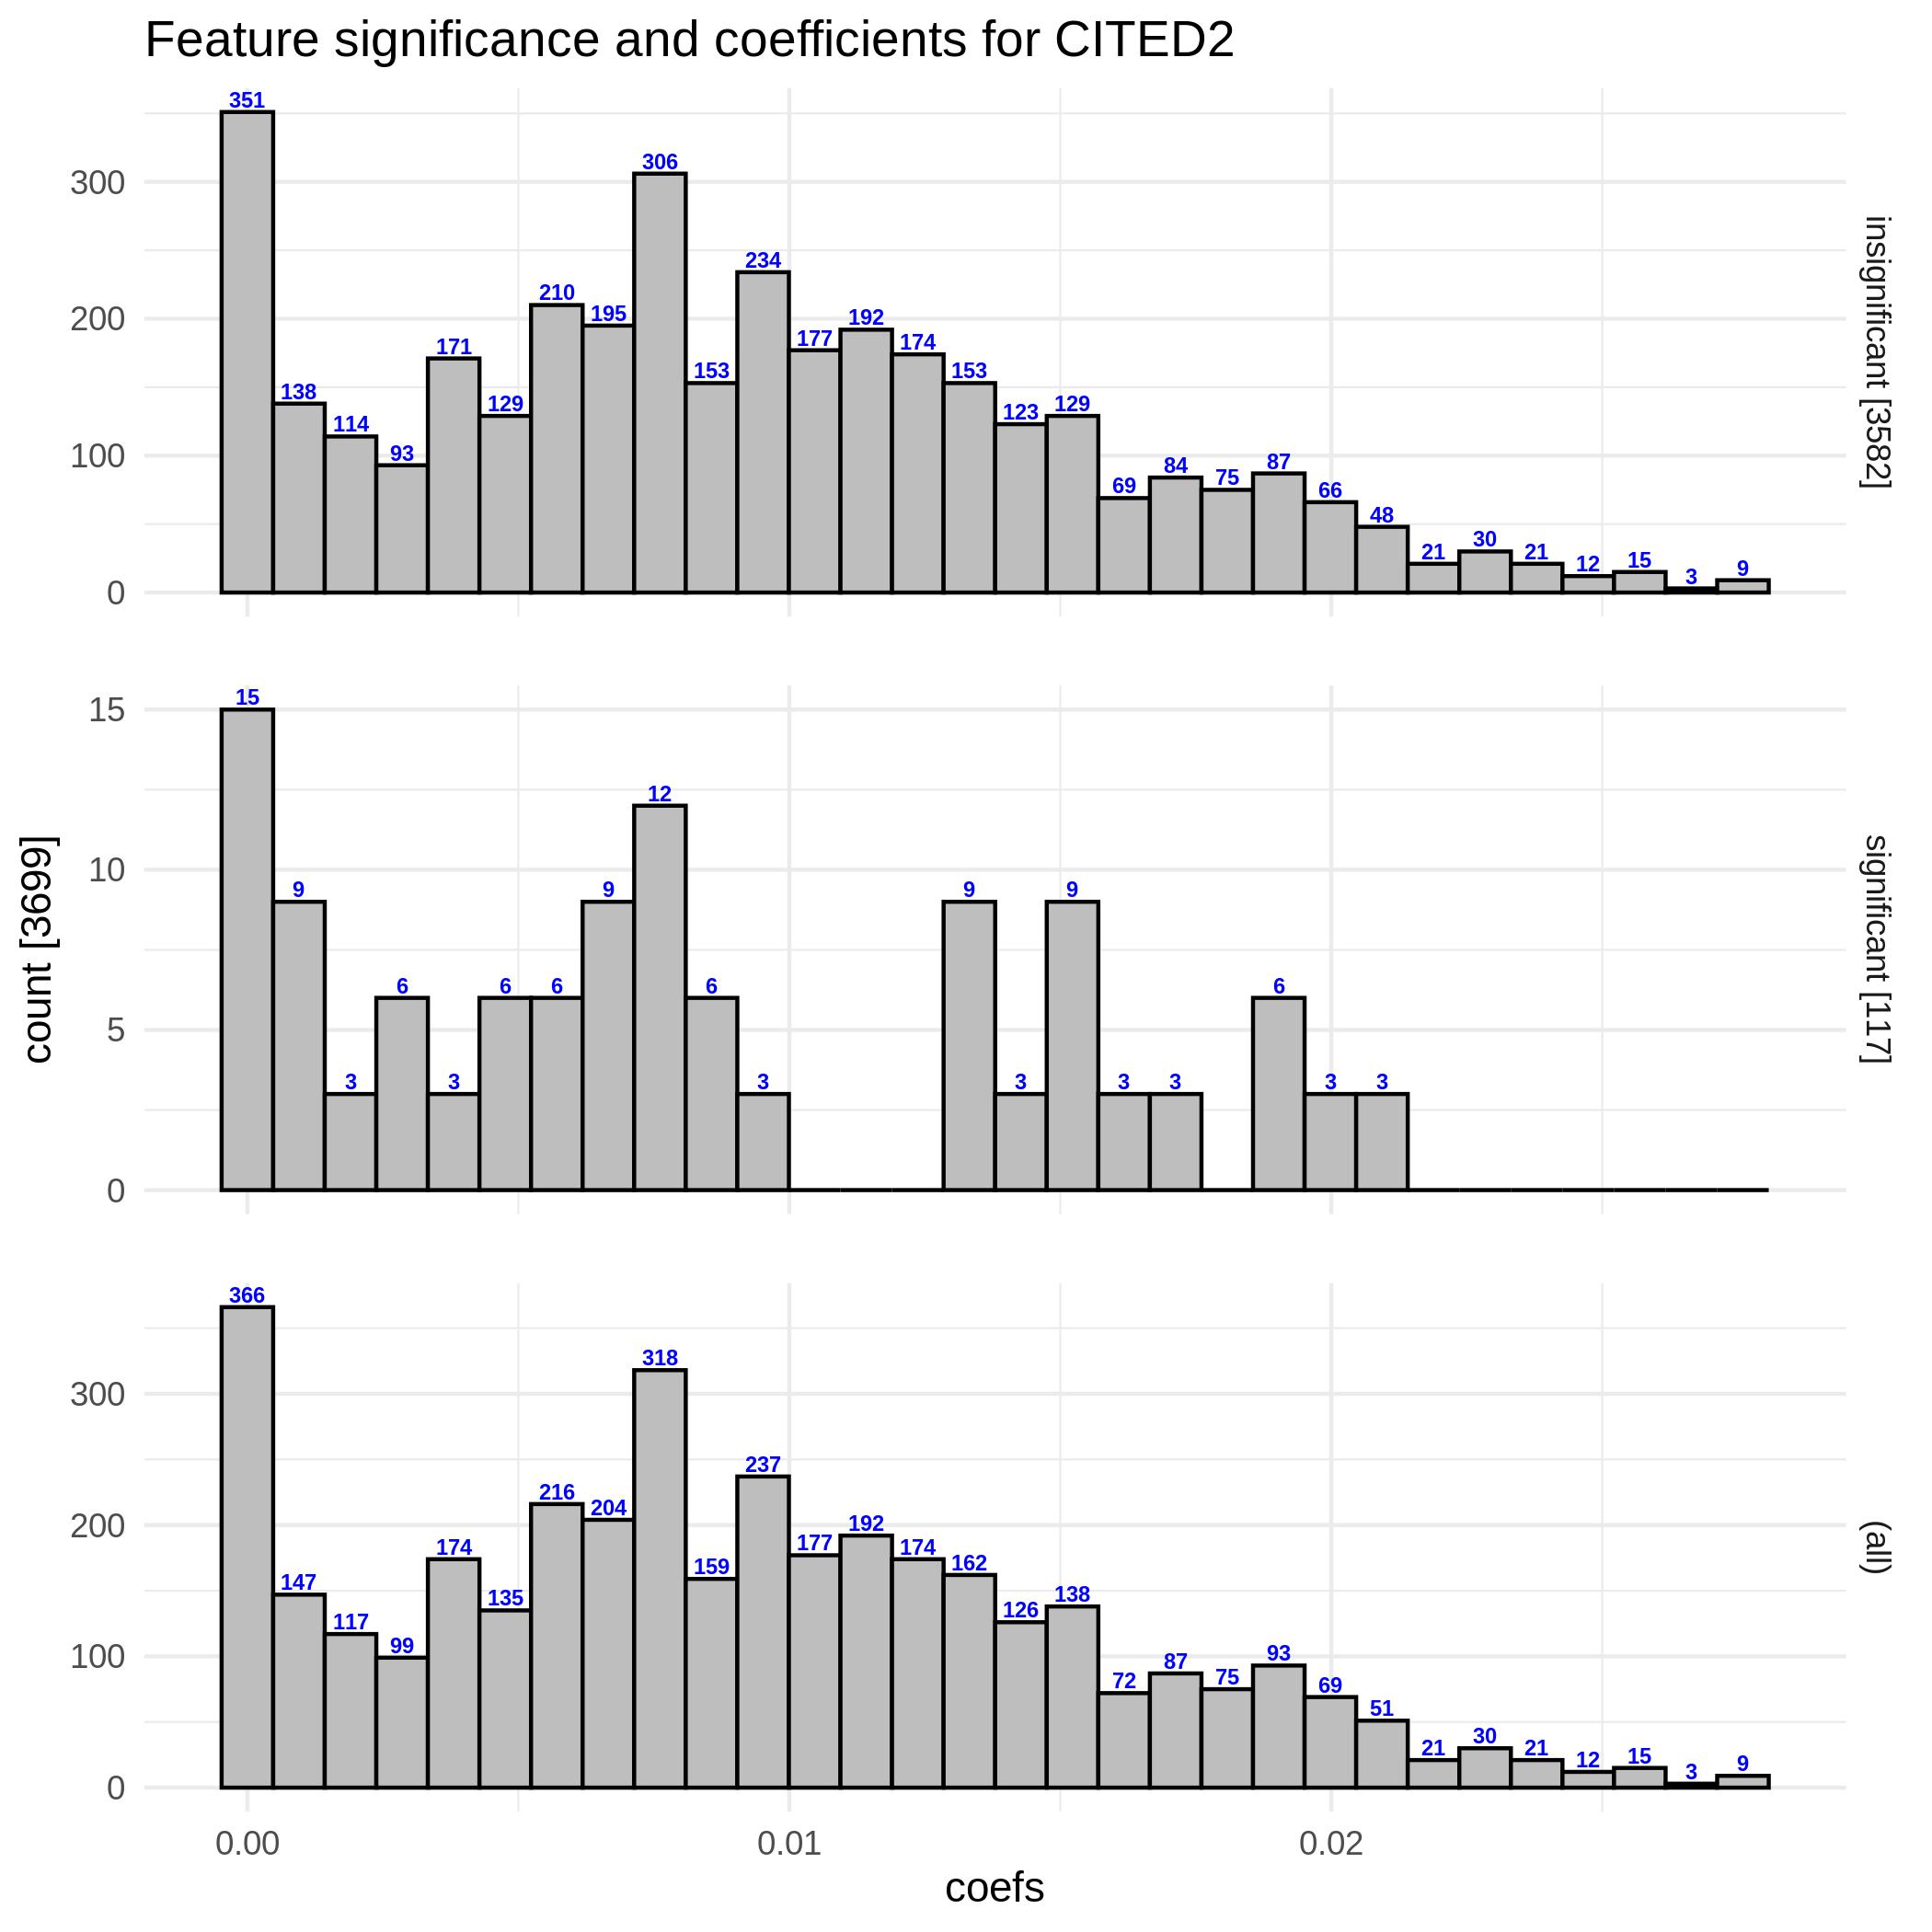 Feature significance and coefficients for CITED2
count [3699]
351 138 114 93 171 129 210 195 306 153 234 177 192 174 153 123 129 69 84 75 87 66 48 21 30 21 12 15 3 9
300
200
100
0
insignificant [3582]
15 9 3 6 3 6 6 9 12 6 3 9 3 9 3 3 6 3 3
15
10
5
0
significant [117]
366 147 117 99 174 135 216 204 318 159 237 177 192 174 162 126 138 72 87 75 93 69 51 21 30 21 12 15 3 9
300
200
100
0
(all)
0.00 0.01 0.02
coefs